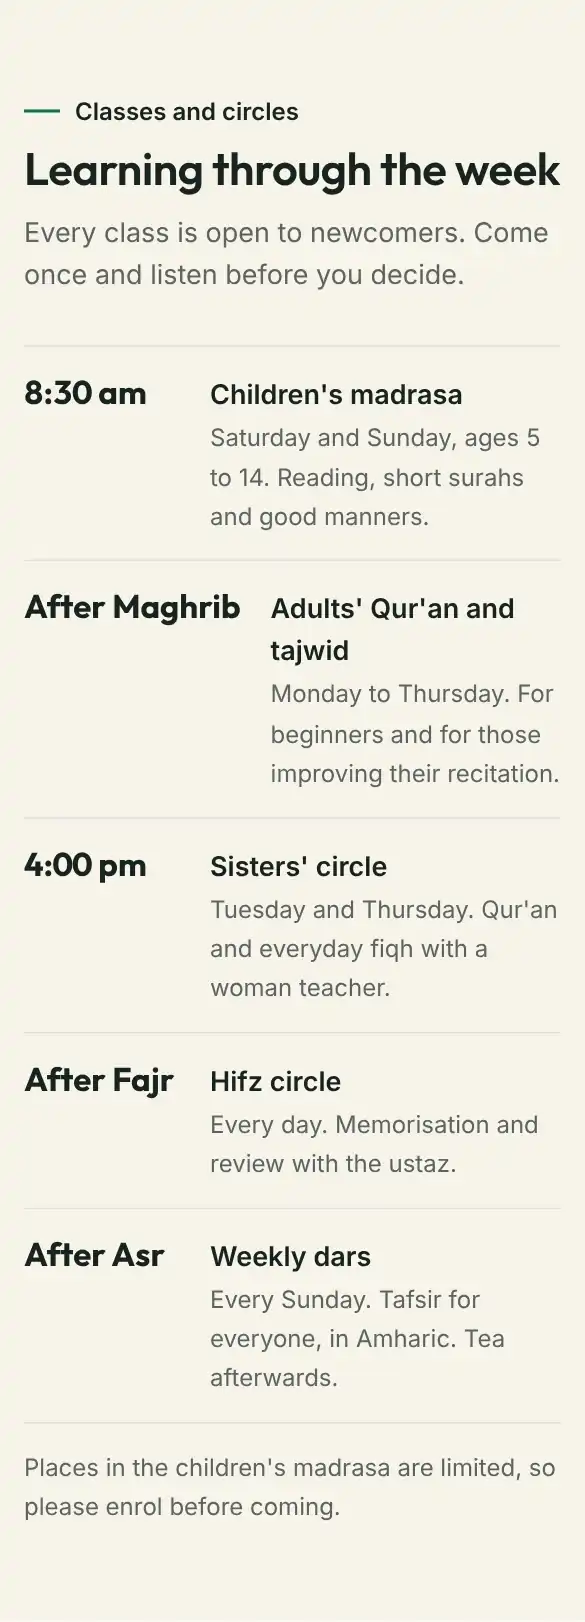 Classes and circles
Learning through the week
Every class is open to newcomers. Come
once and listen before you decide.
8:30 am
Children's madrasa
Saturday and Sunday, ages 5
to 14. Reading, short surahs
and good manners.
After Maghrib
Adults' Qur'an and
tajwid
Monday to Thursday. For
beginners and for those
improving their recitation.
4:00 pm
Sisters' circle
Tuesday and Thursday. Qur'an
and everyday fiqh with a
woman teacher.
After Fajr
Hifz circle
Every day. Memorisation and
review with the ustaz.
After Asr
Weekly dars
Every Sunday. Tafsir for
everyone, in Amharic. Tea
afterwards.
Places in the children's madrasa are limited, so
please enrol before coming.